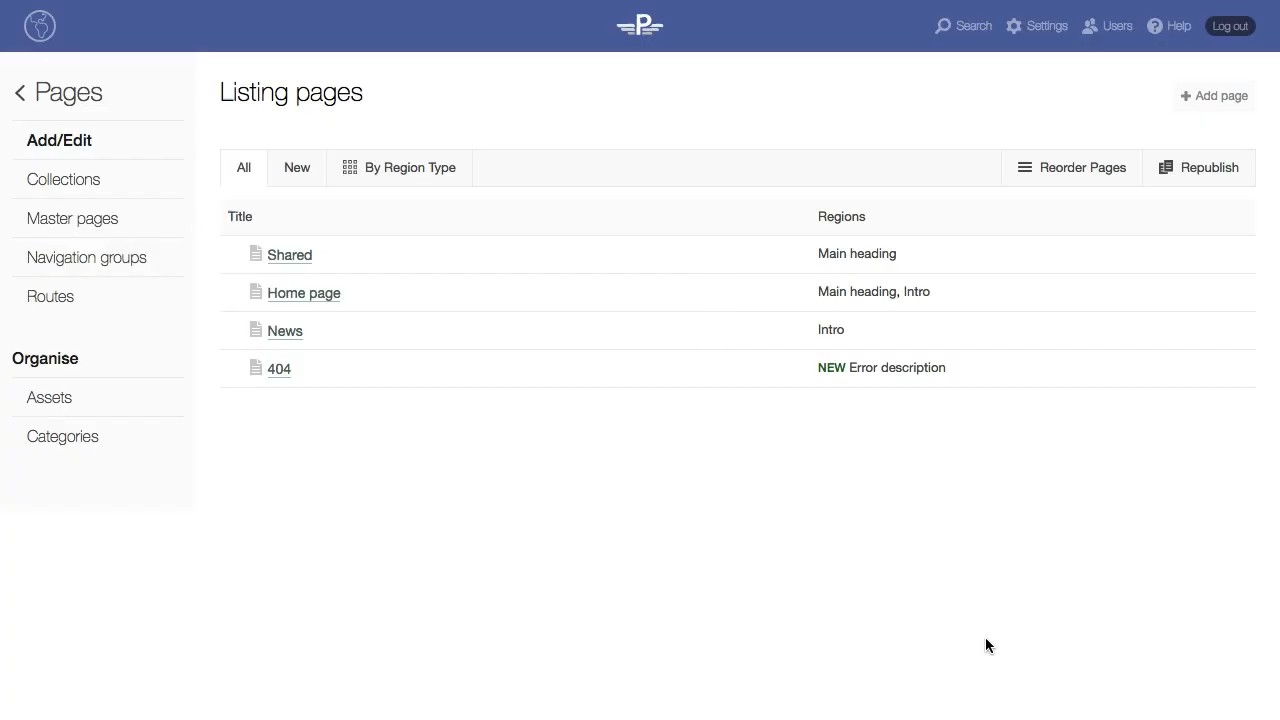 P
Search Settings Users Help Log out
Pages
Add/Edit
Collections
Master pages
Navigation groups
Routes
Organise
Assets
Categories
Listing pages
Add page
All New By Region Type Reorder Pages Republish
Title Regions
Shared Main heading
Home page Main heading, Intro
News Intro
404 NEW Error description